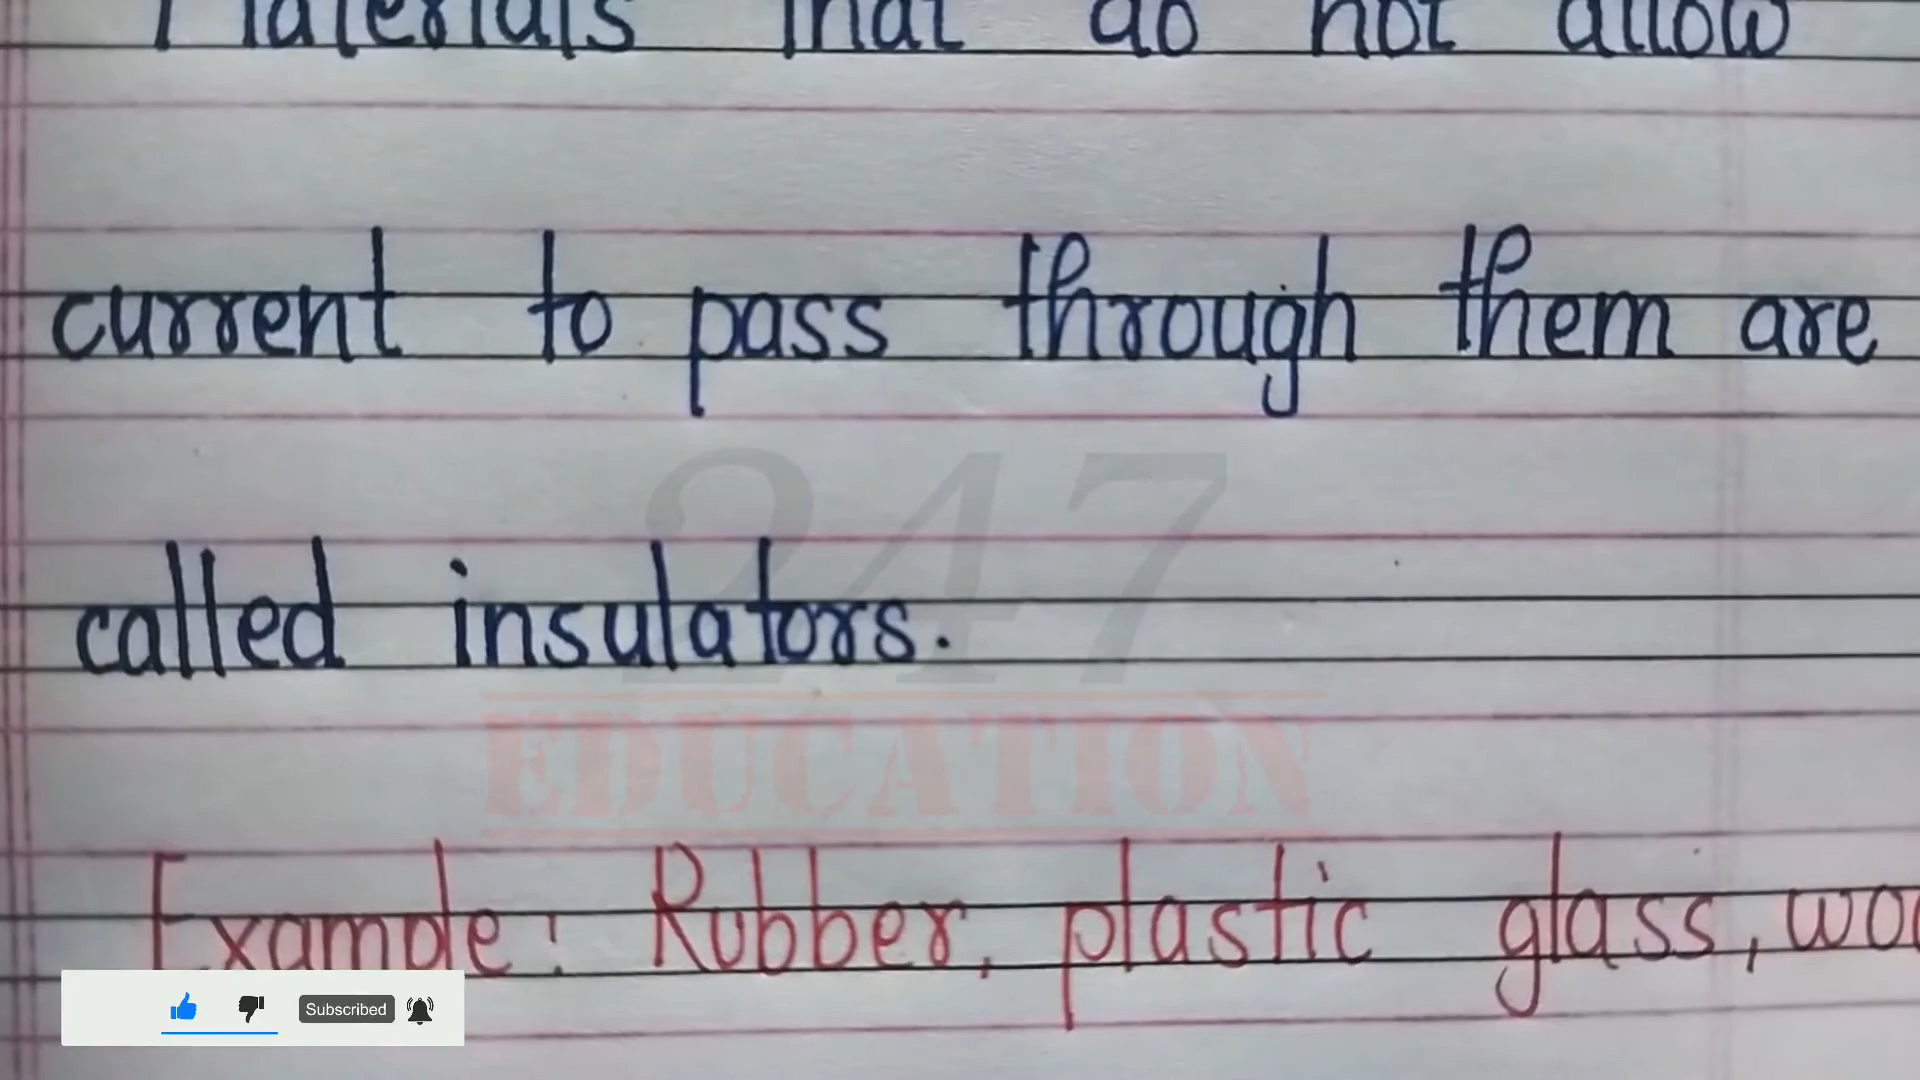 Materials that do not allow
current to pass through them are
called insulators.
247
EDUCATION
Example: Rubber, plastic glass, woo
Subscribed